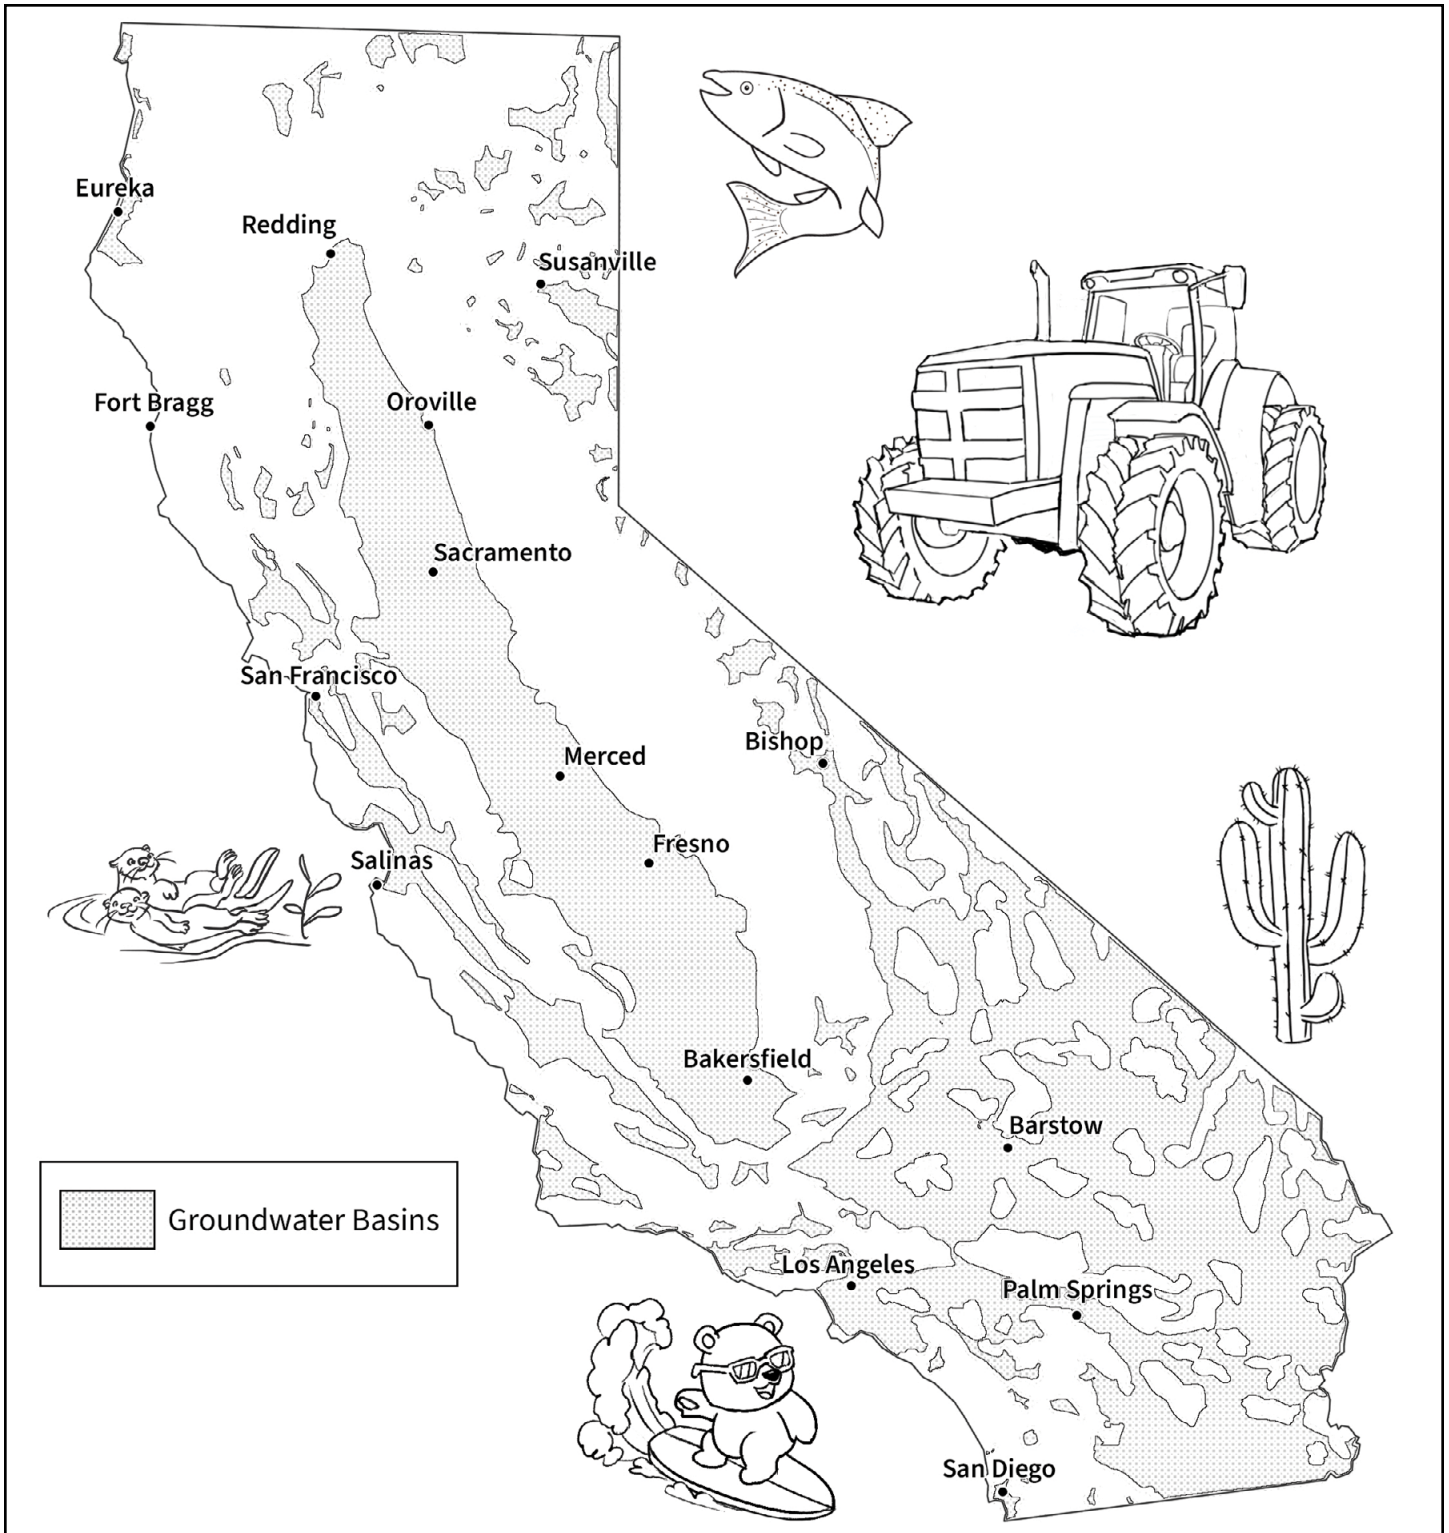 Eureka
Redding
Susanville
Fort Bragg
Oroville
Sacramento
San Francisco
Bishop
Merced
Fresno
Salinas
Bakersfield
Barstow
Groundwater Basins
Los Angeles
Palm Springs
San Diego